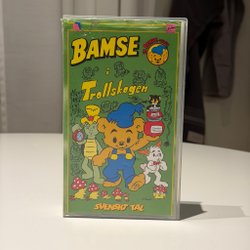 BAMSE
i
Trollskogen
SVENSKT TAL